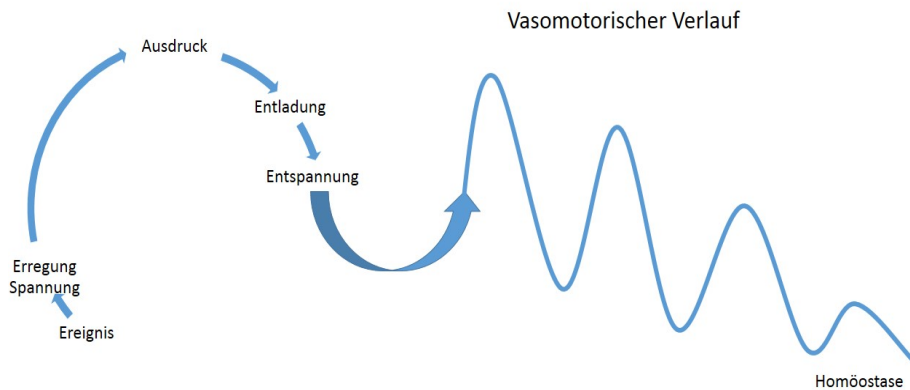 Vasomotorischer Verlauf
Ausdruck
Entladung
Entspannung
Erregung
Spannung
Ereignis
Homöostase